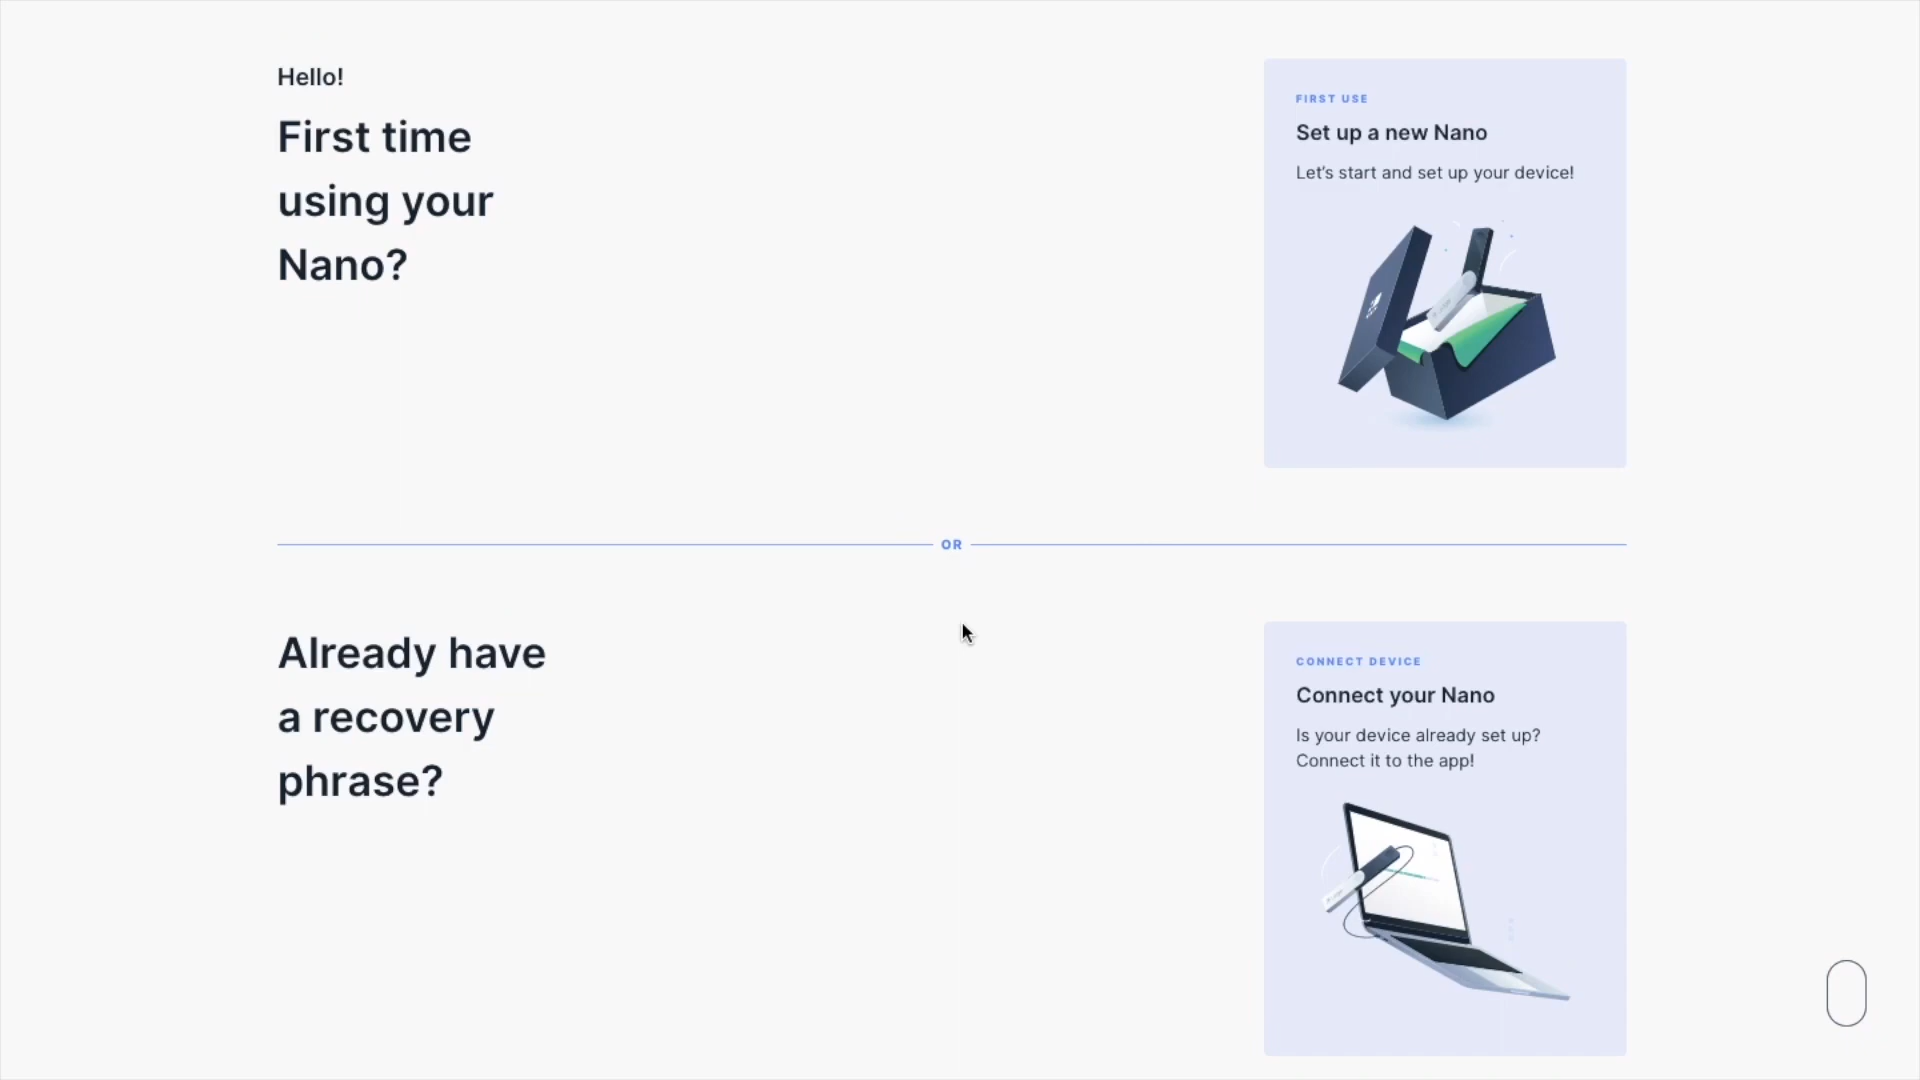 Hello!
First time
using your
Nano?
FIRST USE
Set up a new Nano
Let's start and set up your device!
OR
Already have
a recovery
phrase?
CONNECT DEVICE
Connect your Nano
Is your device already set up?
Connect it to the app!